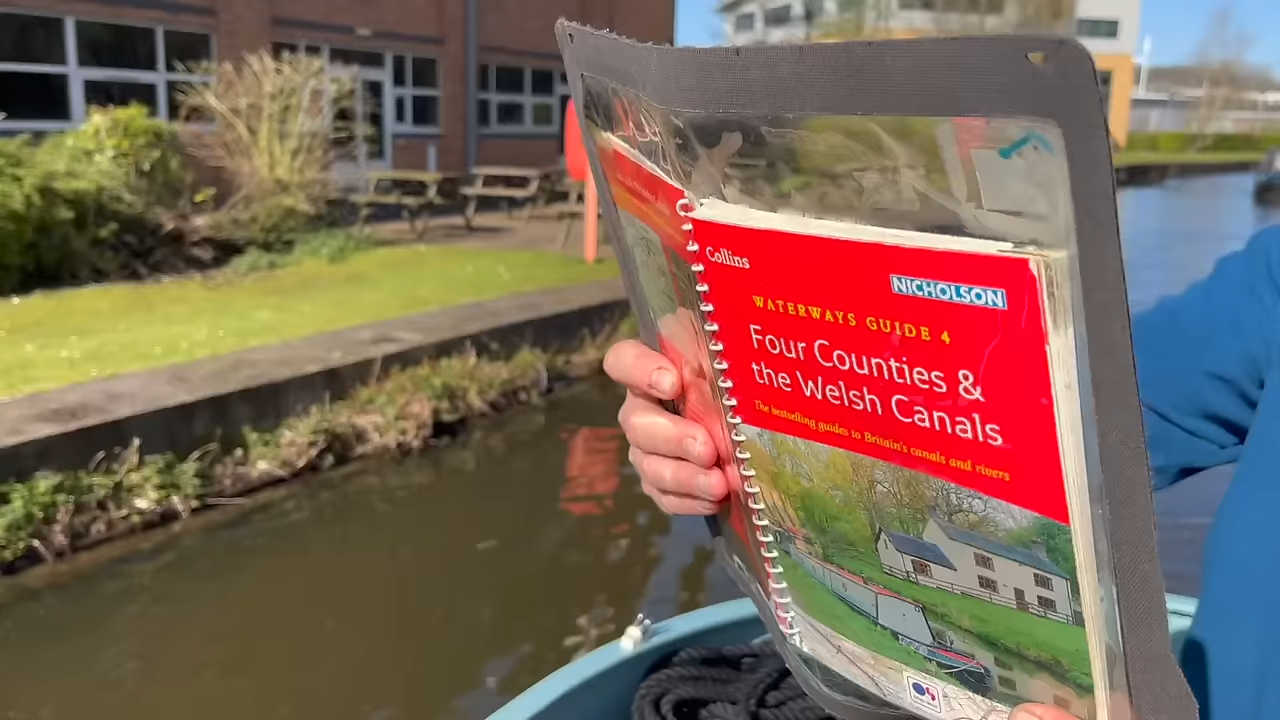 Collins
NICHOLSON
WATERWAYS GUIDE 4
Four Counties &
the Welsh Canals
The bestselling guides to Britain's canals and rivers